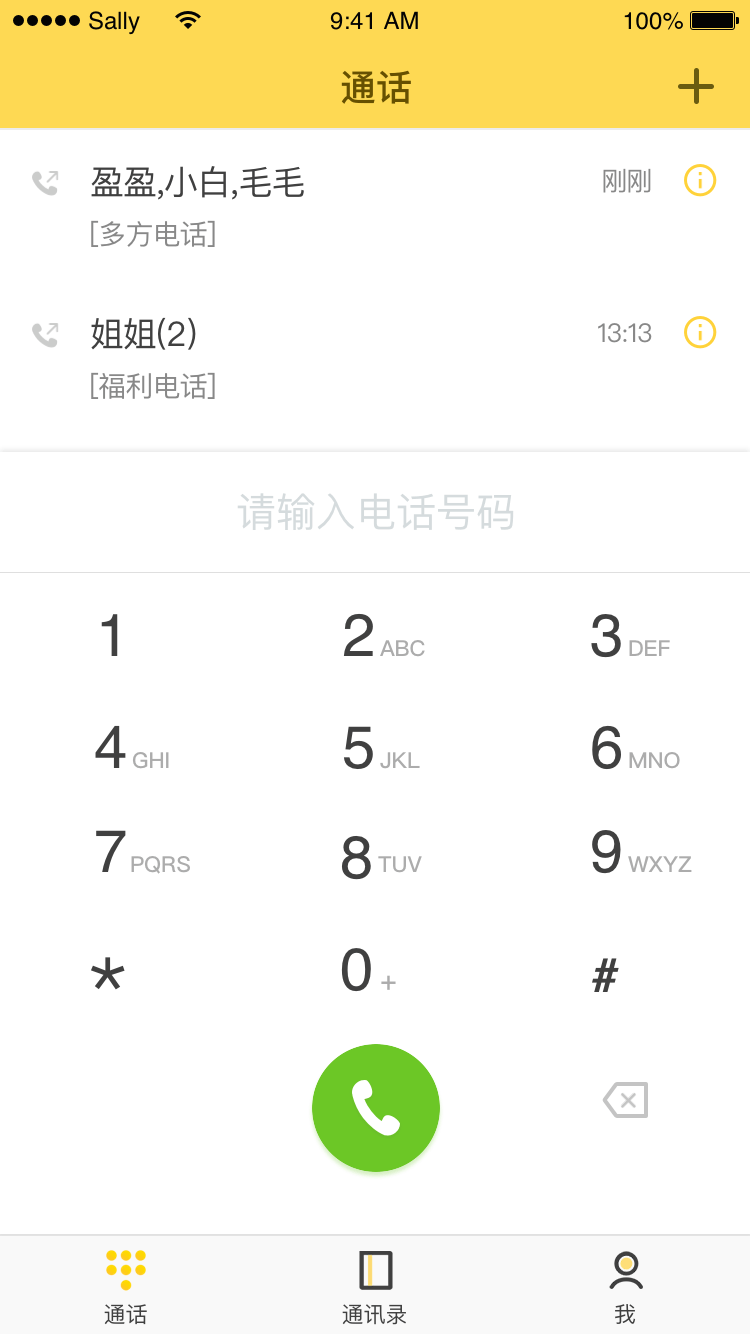 Sally 9:41 AM 100%
通话
盈盈,小白,毛毛 刚刚
[多方电话]
姐姐(2) 13:13
[福利电话]
请输入电话号码
1 2 ABC 3 DEF
4 GHI 5 JKL 6 MNO
7 PQRS 8 TUV 9 WXYZ
* 0 + #
通话 通讯录 我